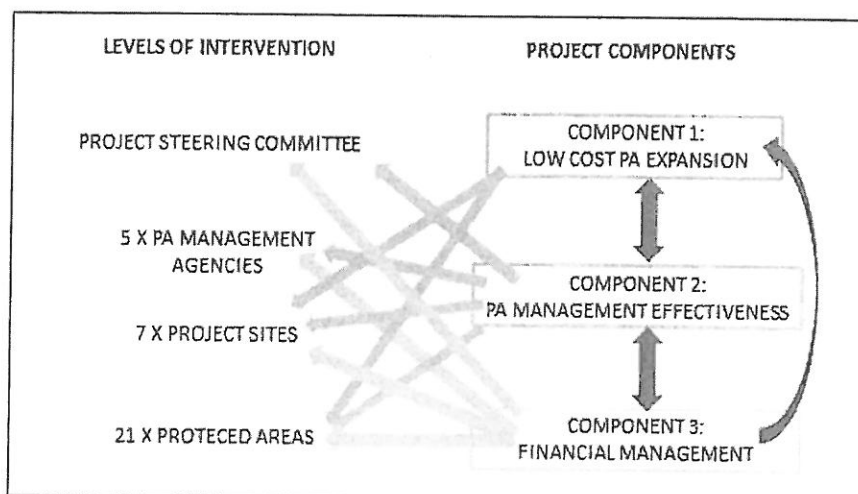 LEVELS OF INTERVENTION
PROJECT COMPONENTS
PROJECT STEERING COMMITTEE
5 X PA MANAGEMENT
AGENCIES
7 X PROJECT SITES
21 X PROTECED AREAS
COMPONENT 1:
LOW COST PA EXPANSION
COMPONENT 2:
PA MANAGEMENT EFFECTIVENESS
COMPONENT 3:
FINANCIAL MANAGEMENT